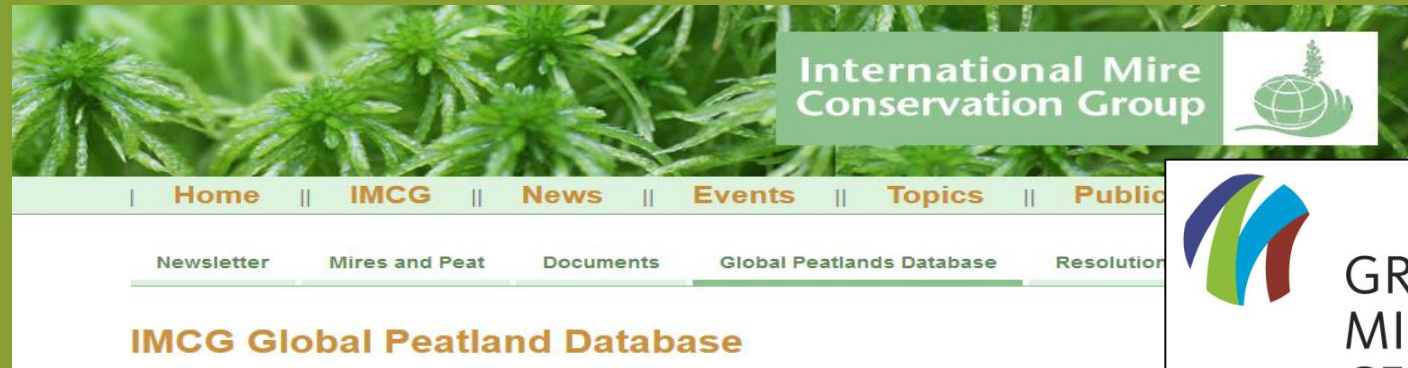 International Mire
Conservation Group
| Home || IMCG || News || Events || Topics || Public
Newsletter Mires and Peat Documents Global Peatlands Database Resolution
IMCG Global Peatland Database
GR
MI